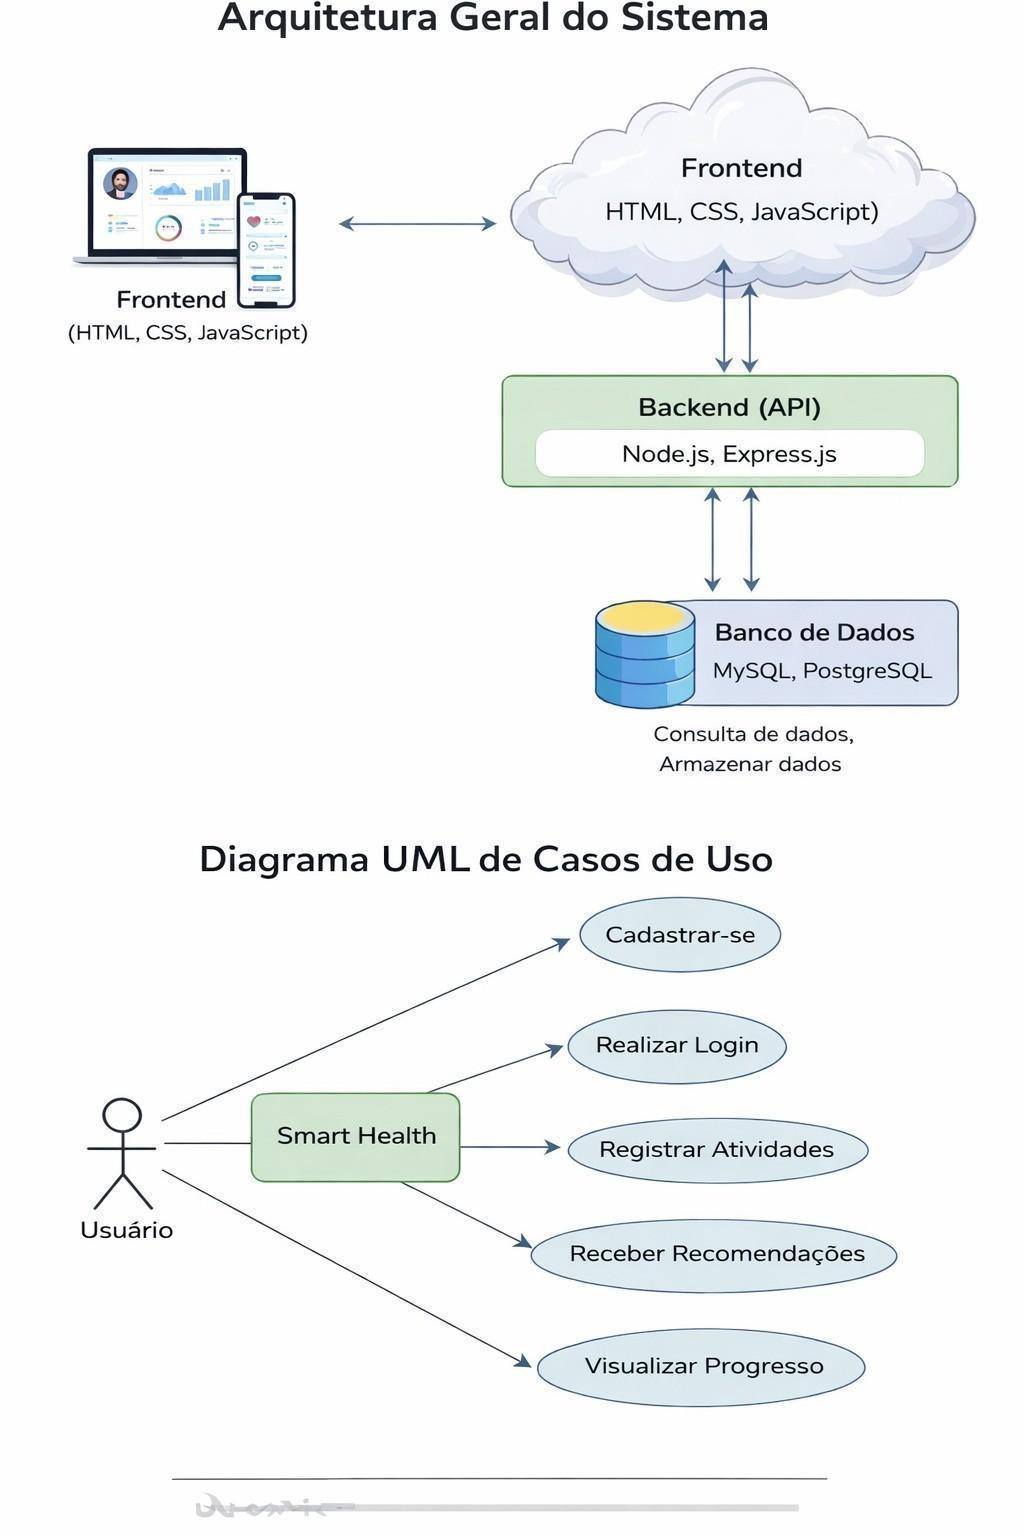 Arquitetura Geral do Sistema
Frontend
HTML, CSS, JavaScript)
Frontend
(HTML, CSS, JavaScript)
Backend (API)
Node.js, Express.js
Banco de Dados
MySQL, PostgreSQL
Consulta de dados,
Armazenar dados
Diagrama UML de Casos de Uso
Cadastrar-se
Realizar Login
Smart Health
Registrar Atividades
Usuário
Receber Recomendações
Visualizar Progresso